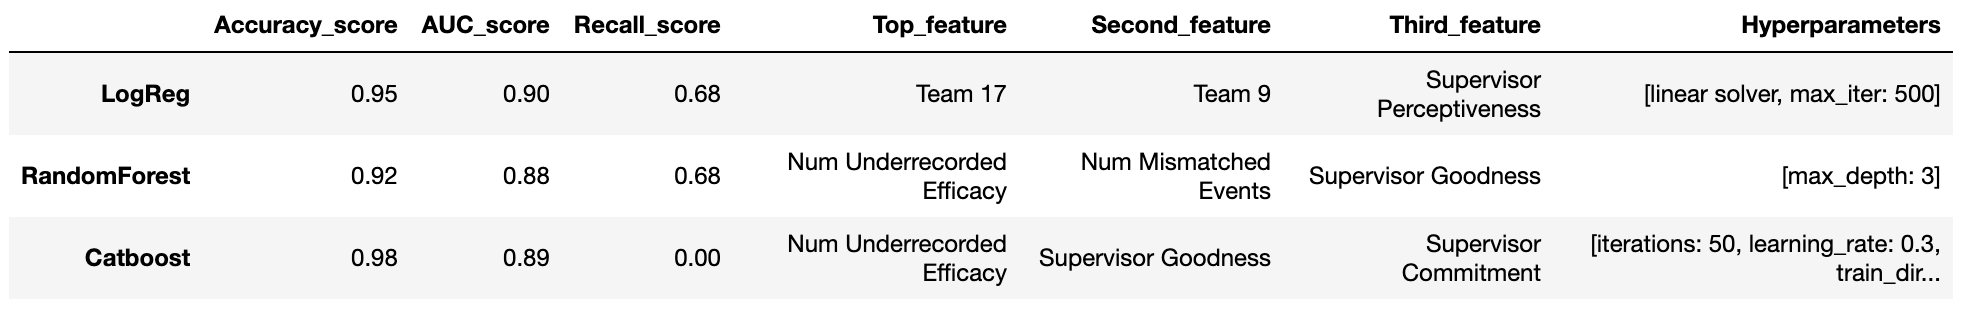 Accuracy_score AUC_score Recall_score Top_feature Second_feature Third_feature Hyperparameters
LogReg 0.95 0.90 0.68 Team 17 Team 9 Supervisor Perceptiveness [linear solver, max_iter: 500]
RandomForest 0.92 0.88 0.68 Num Underrecorded Efficacy Num Mismatched Events Supervisor Goodness [max_depth: 3]
Catboost 0.98 0.89 0.00 Num Underrecorded Efficacy Supervisor Goodness Supervisor Commitment [iterations: 50, learning_rate: 0.3, train_dir...